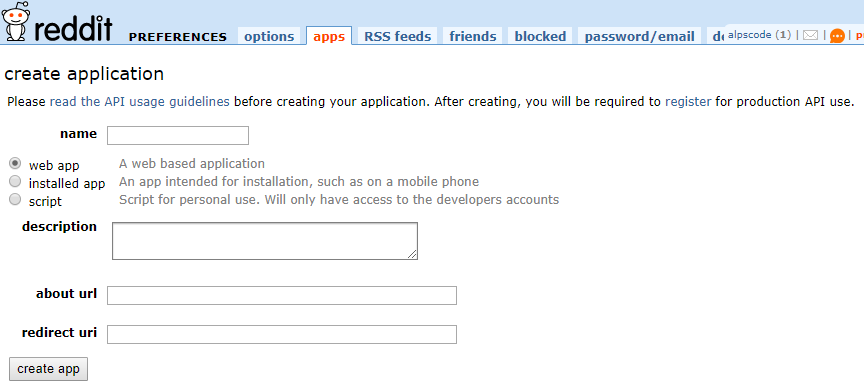 reddit PREFERENCES options apps RSS feeds friends blocked password/email alpscode (1) | | |
create application
Please read the API usage guidelines before creating your application. After creating, you will be required to register for production API use.
name
web app A web based application
installed app An app intended for installation, such as on a mobile phone
script Script for personal use. Will only have access to the developers accounts
description
about url
redirect uri
create app